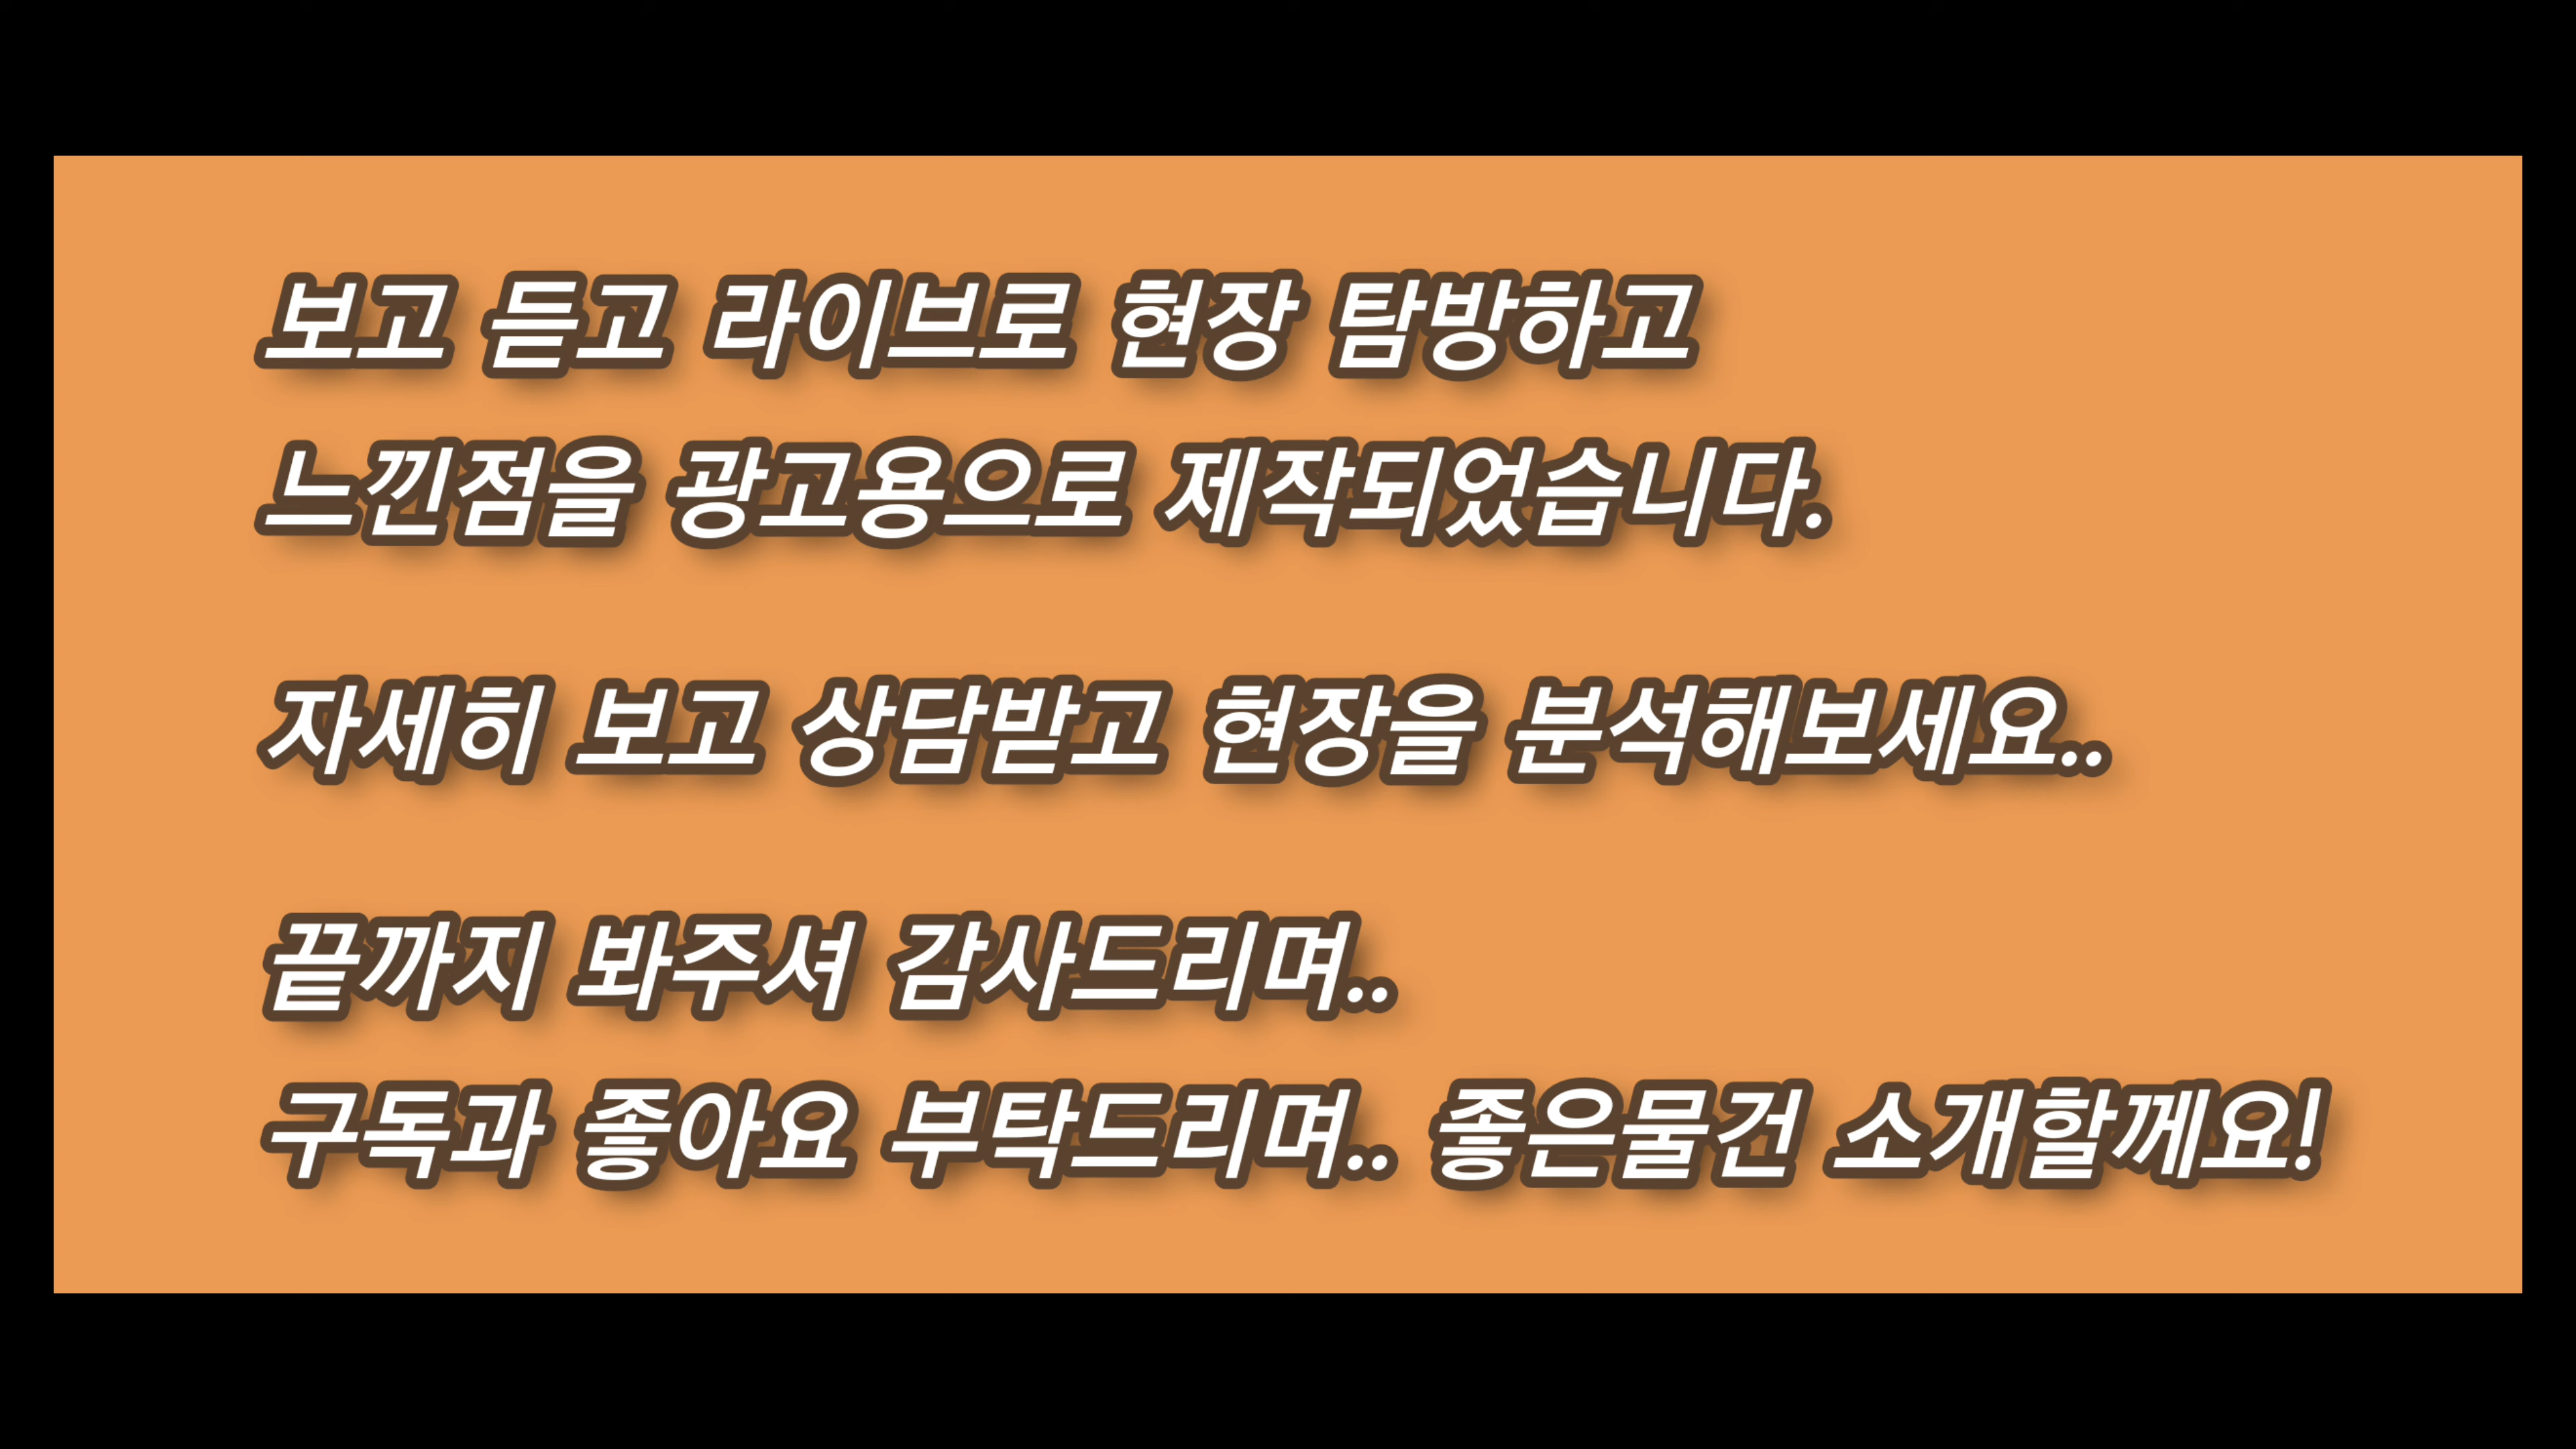 보고 듣고 라이브로 현장 탐방하고
느낀점을 광고용으로 제작되었습니다.
자세히 보고 상담받고 현장을 분석해보세요..
끝까지 봐주셔 감사드리며..
구독과 좋아요 부탁드리며.. 좋은물건 소개할께요!